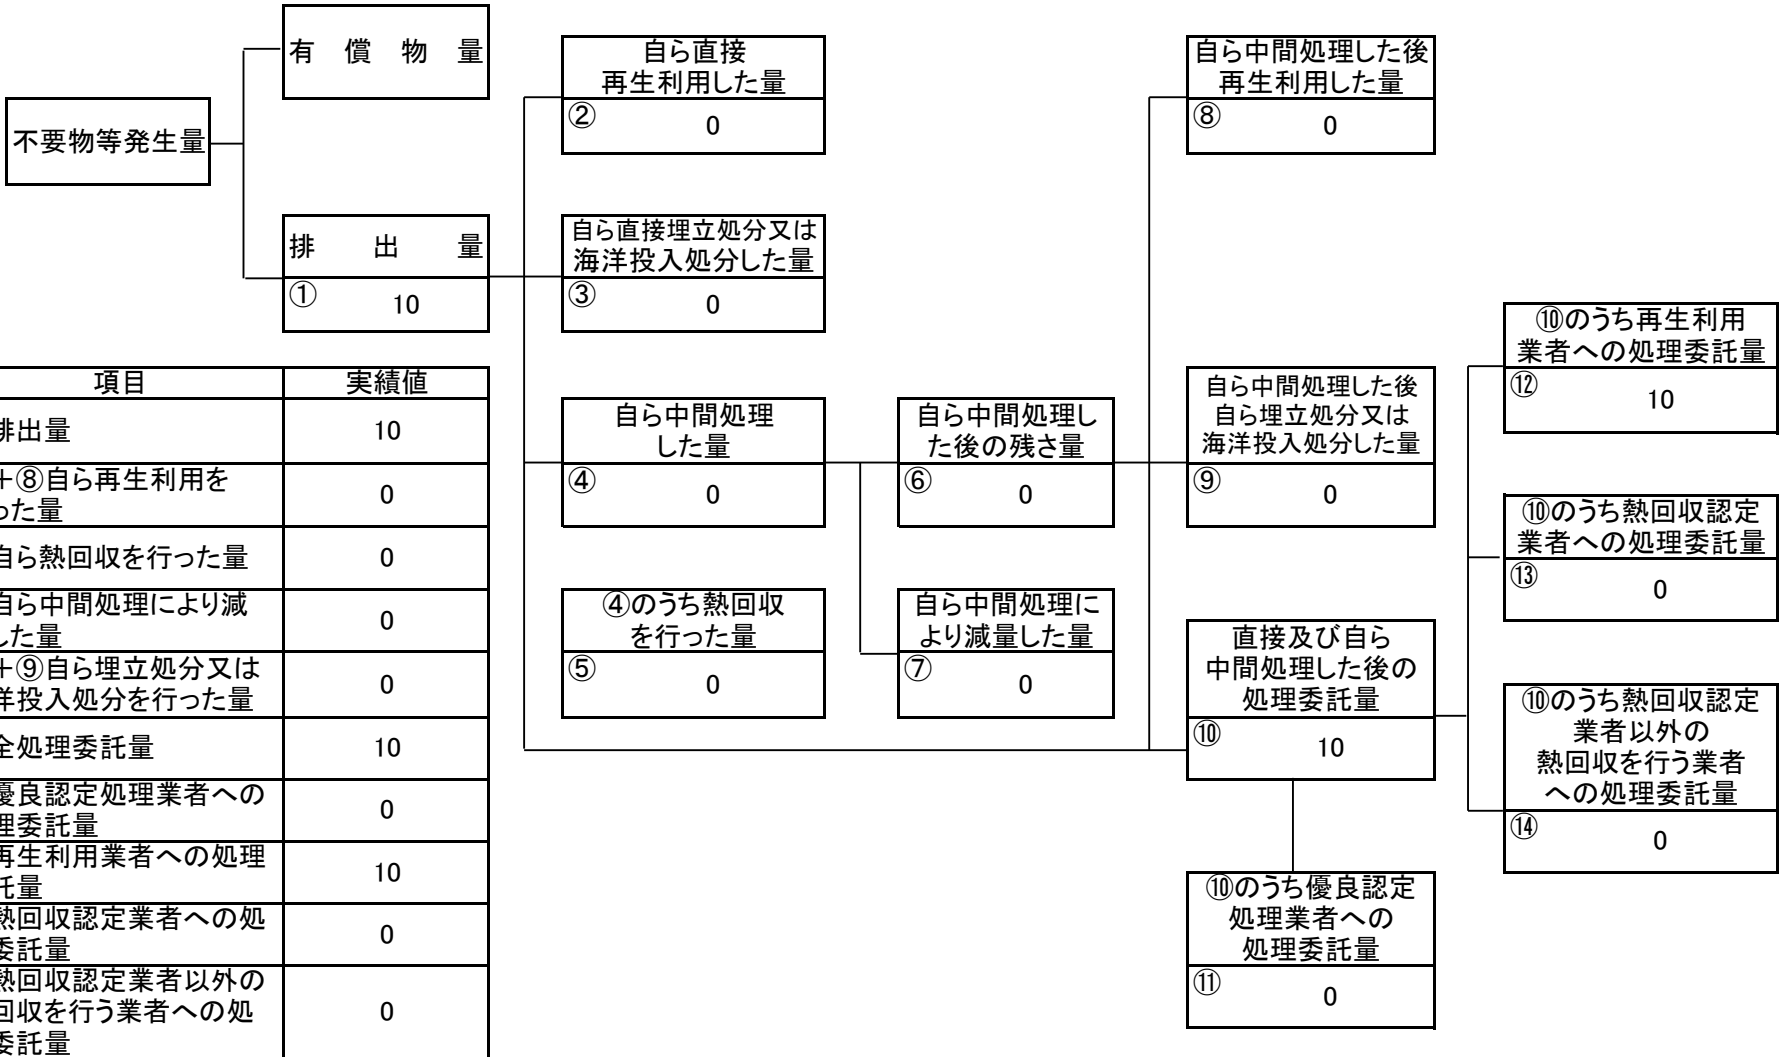 有償物量
不要物等発生量
排出量
①
10
自ら直接
再生利用した量
②
0
自ら直接埋立処分又は
海洋投入処分した量
③
0
自ら中間処理
した量
④
0
④のうち熱回収
を行った量
⑤
0
自ら中間処理し
た後の残さ量
⑥
0
自ら中間処理に
より減量した量
⑦
0
自ら中間処理した後
再生利用した量
⑧
0
自ら中間処理した後
自ら埋立処分又は
海洋投入処分した量
⑨
0
直接及び自ら
中間処理した後の
処理委託量
⑩
10
⑩のうち優良認定
処理業者への
処理委託量
⑪
0
⑩のうち再生利用
業者への処理委託量
⑫
10
⑩のうち熱回収認定
業者への処理委託量
⑬
0
⑩のうち熱回収認定
業者以外の
熱回収を行う業者
への処理委託量
⑭
0
項目 実績値
排出量 10
+⑧自ら再生利用を
った量
0
自ら熱回収を行った量 0
自ら中間処理により減
した量
0
+⑨自ら埋立処分又は
洋投入処分を行った量
0
全処理委託量 10
優良認定処理業者への
理委託量
0
再生利用業者への処理
託量
10
熱回収認定業者への処
委託量
0
熱回収認定業者以外の
回収を行う業者への処
委託量
0